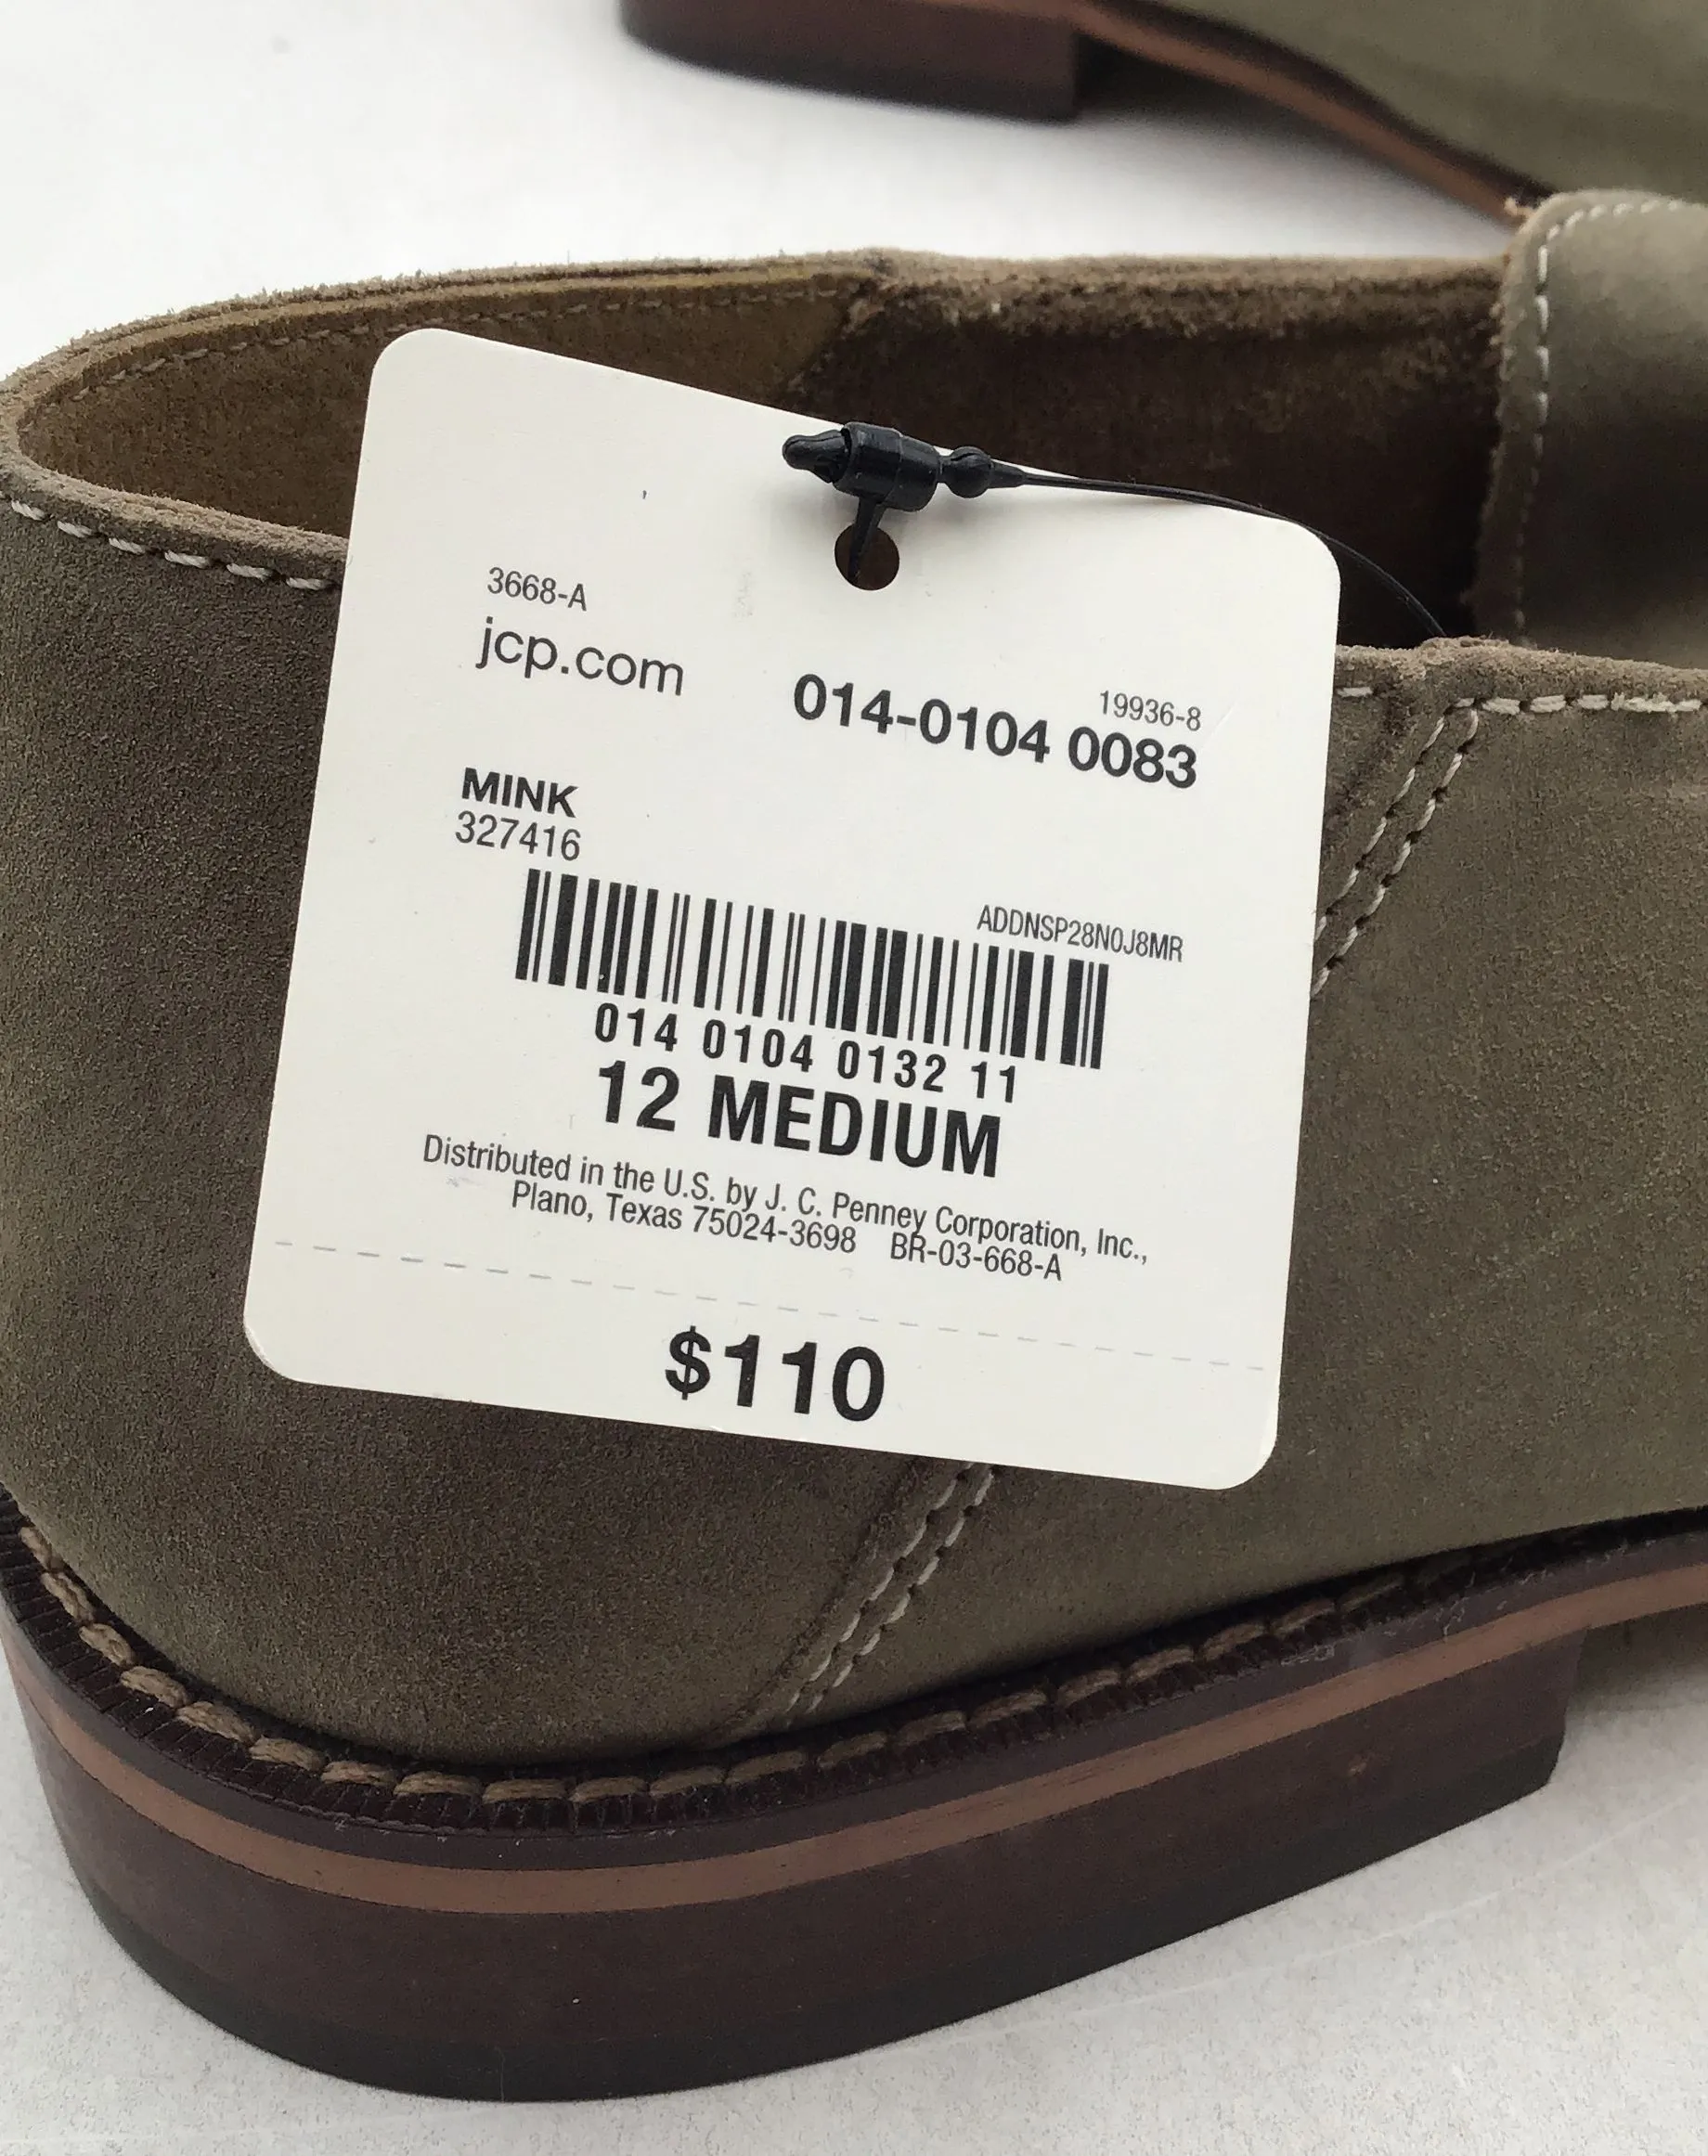 3668-A
jcp.com
19936-8
014-0104 0083
MINK
327416
ADDNSP28N0J8MR
014 0104 0132 11
12 MEDIUM
Distributed in the U.S. by J. C. Penney Corporation, Inc.,
Plano, Texas 75024-3698 BR-03-668-A
$110